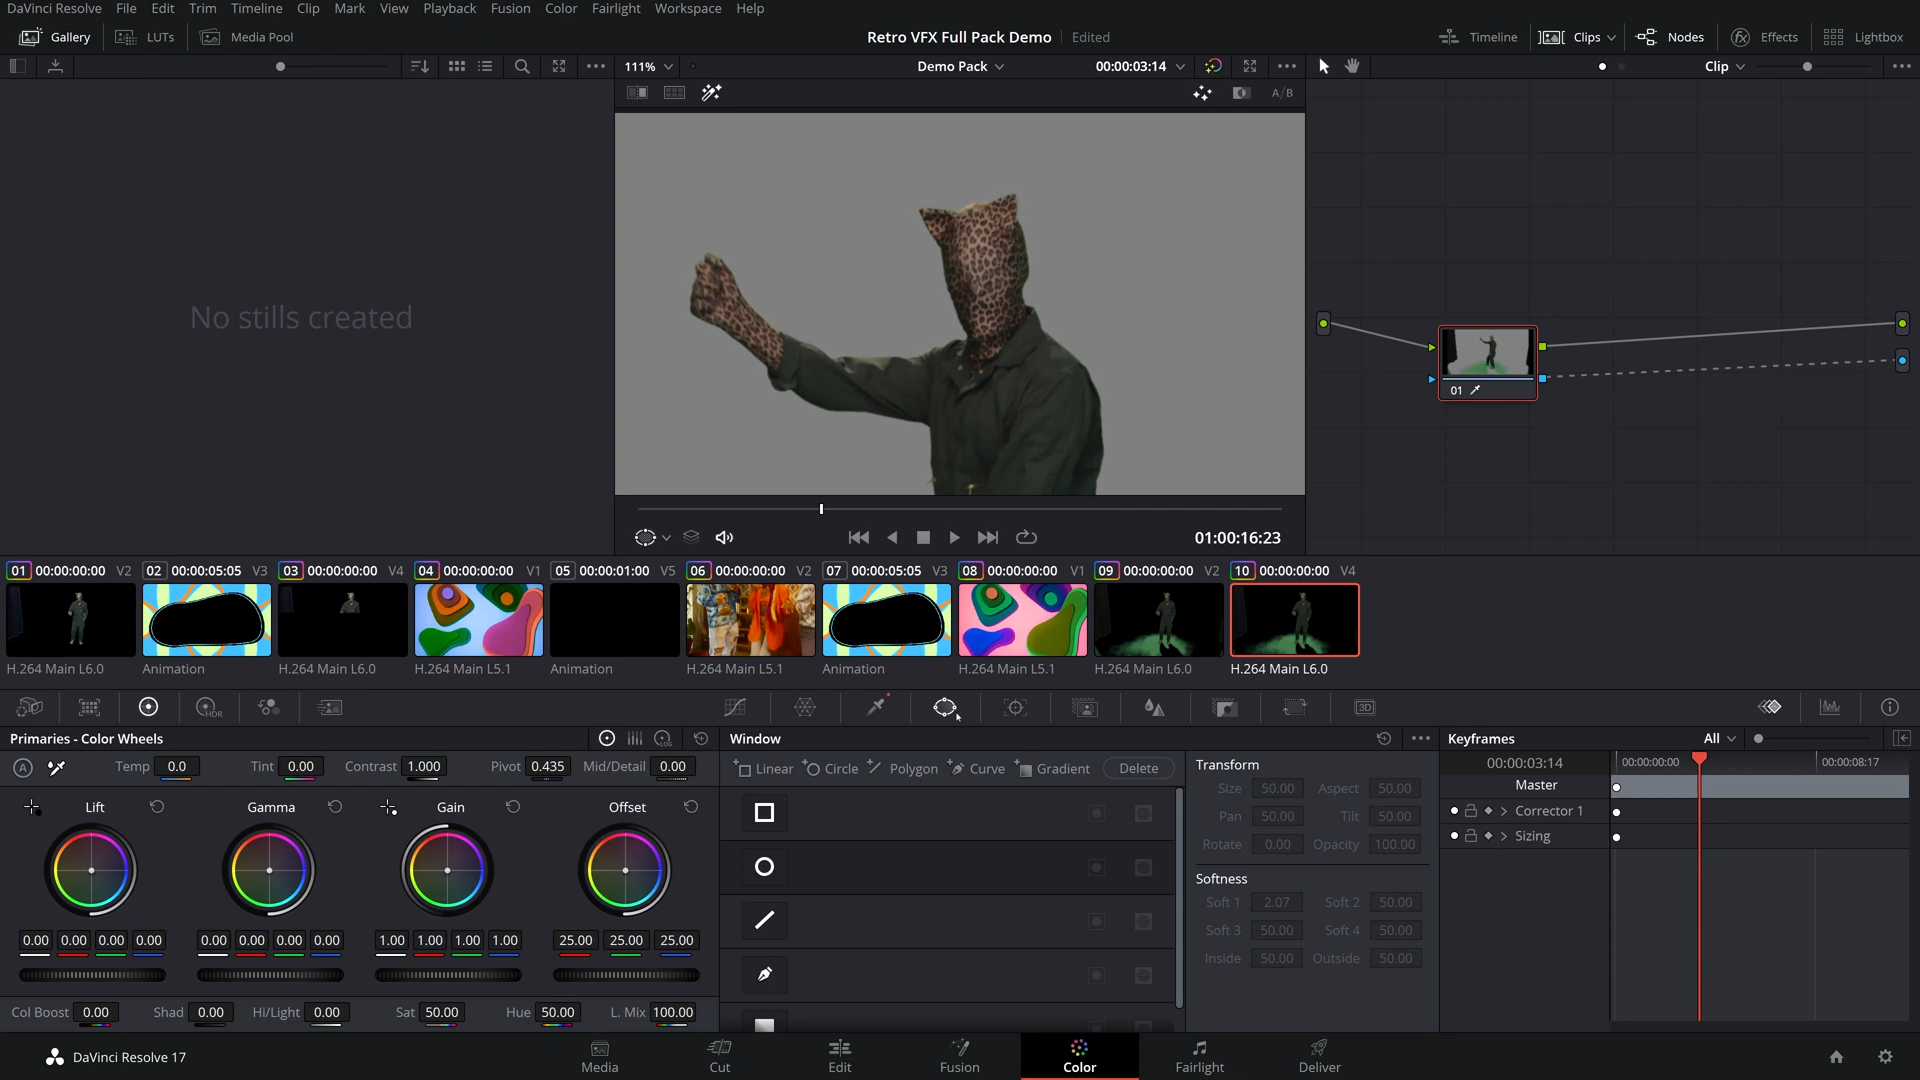 DaVinci Resolve File Edit Trim Timeline Clip Mark View Playback Fusion Color Fairlight Workspace Help
Gallery LUTs Media Pool Retro VFX Full Pack Demo Edited Timeline Clips Nodes Effects Lightbox
111% Demo Pack 00:00:03:14 Clip
A/B
No stills created
01
01:00:16:23
01 00:00:00:00 V2 02 00:00:05:05 V3 03 00:00:00:00 V4 04 00:00:00:00 V1 05 00:00:01:00 V5 06 00:00:00:00 V2 07 00:00:05:05 V3 08 00:00:00:00 V1 09 00:00:00:00 V2 10 00:00:00:00 V4
H.264 Main L6.0 Animation H.264 Main L6.0 H.264 Main L5.1 Animation H.264 Main L5.1 Animation H.264 Main L5.1 H.264 Main L6.0 H.264 Main L6.0
HDR 3D
Primaries - Color Wheels LOG Window Keyframes All
A Temp 0.0 Tint 0.00 Contrast 1.000 Pivot 0.435 Mid/Detail 0.00 Linear Circle Polygon Curve Gradient Delete Transform 00:00:03:14 00:00:00:00 00:00:08:17
Size 50.00 Aspect 50.00 Master
Lift Gamma Gain Offset Pan 50.00 Tilt 50.00 Corrector 1
Rotate 0.00 Opacity 100.00 Sizing
Softness
Soft 1 2.07 Soft 2 50.00
0.00 0.00 0.00 0.00 0.00 0.00 0.00 0.00 1.00 1.00 1.00 1.00 25.00 25.00 25.00 Soft 3 50.00 Soft 4 50.00
Inside 50.00 Outside 50.00
Col Boost 0.00 Shad 0.00 Hi/Light 0.00 Sat 50.00 Hue 50.00 L. Mix 100.00
DaVinci Resolve 17 Media Cut Edit Fusion Color Fairlight Deliver